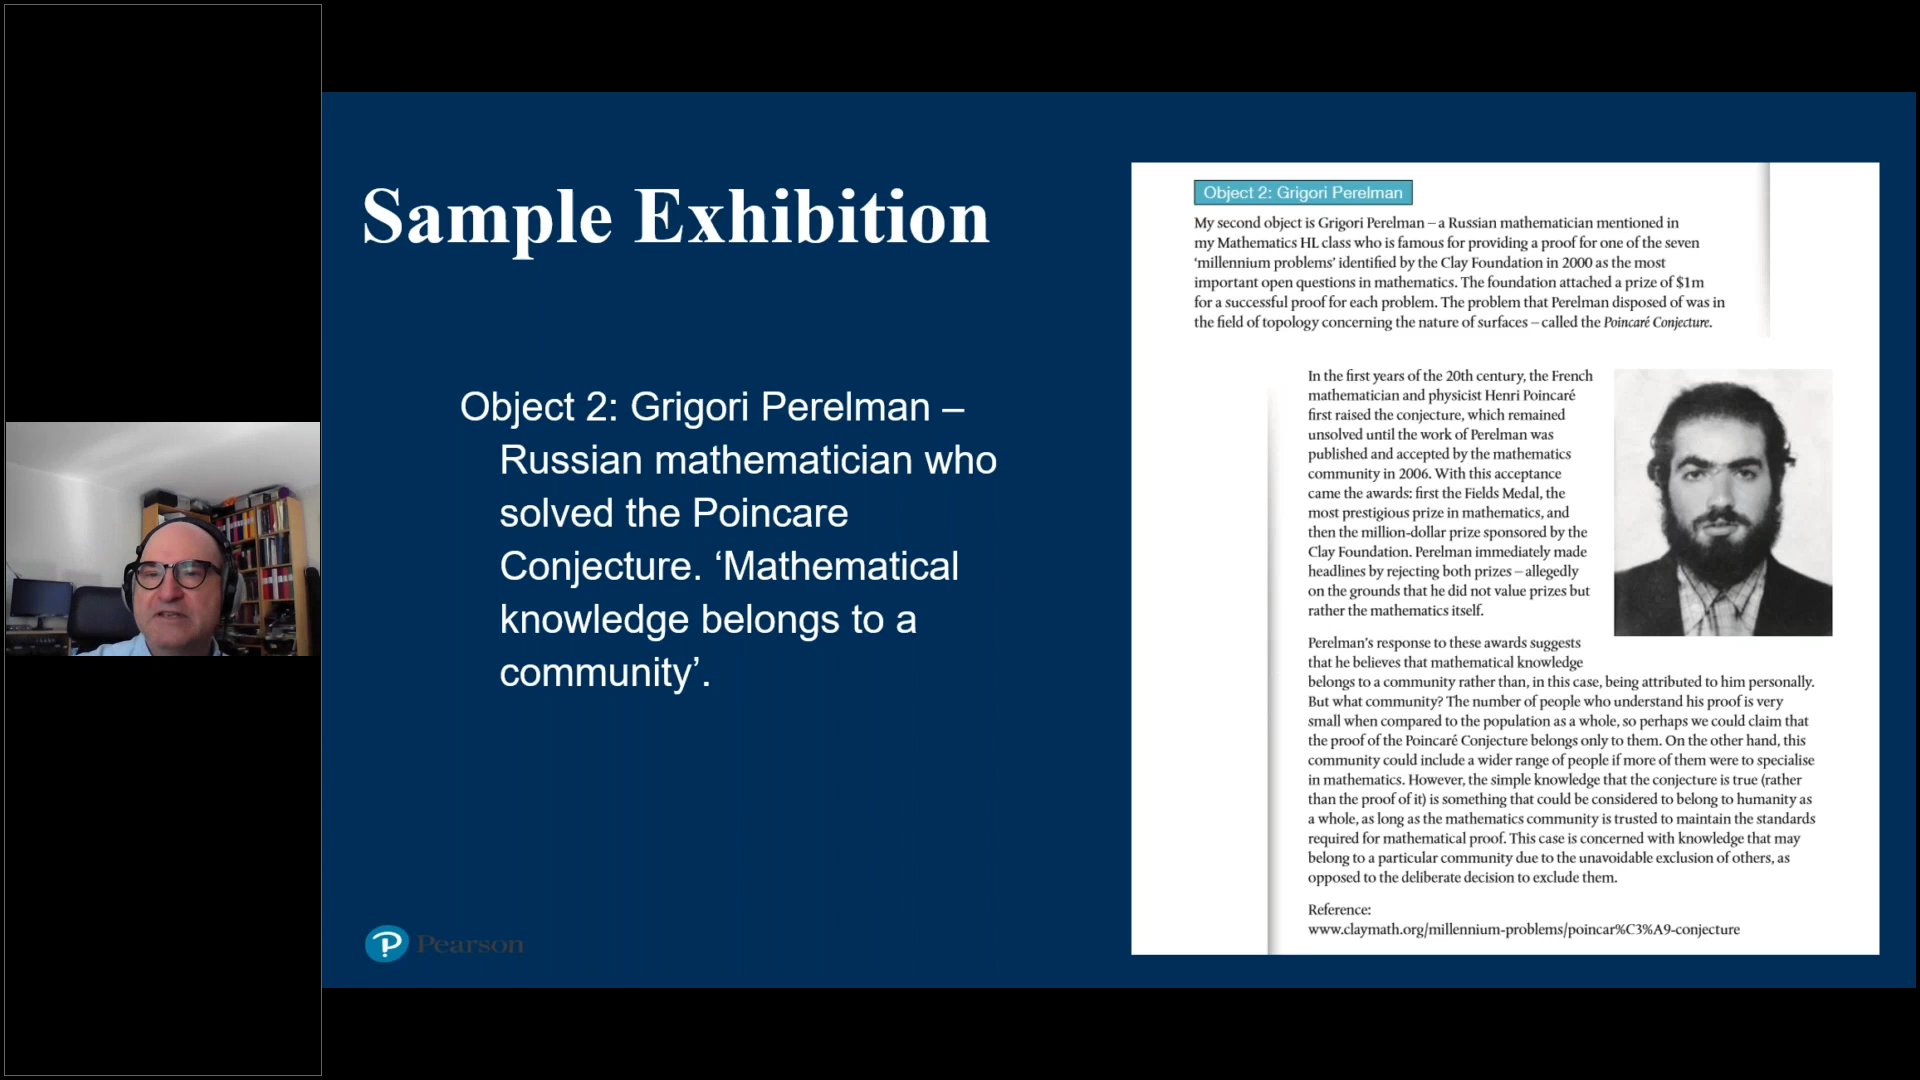 Sample Exhibition
Object 2: Grigori Perelman –
Russian mathematician who
solved the Poincare
Conjecture. ‘Mathematical
knowledge belongs to a
community’.
Pearson
Object 2: Grigori Perelman
My second object is Grigori Perelman – a Russian mathematician mentioned in
my Mathematics HL class who is famous for providing a proof for one of the seven
‘millennium problems’ identified by the Clay Foundation in 2000 as the most
important open questions in mathematics. The foundation attached a prize of $1m
for a successful proof for each problem. The problem that Perelman disposed of was in
the field of topology concerning the nature of surfaces – called the Poincaré Conjecture.
In the first years of the 20th century, the French
mathematician and physicist Henri Poincaré
first raised the conjecture, which remained
unsolved until the work of Perelman was
published and accepted by the mathematics
community in 2006. With this acceptance
came the awards: first the Fields Medal, the
most prestigious prize in mathematics, and
then the million-dollar prize sponsored by the
Clay Foundation. Perelman immediately made
headlines by rejecting both prizes – allegedly
on the grounds that he did not value prizes but
rather the mathematics itself.
Perelman’s response to these awards suggests
that he believes that mathematical knowledge
belongs to a community rather than, in this case, being attributed to him personally.
But what community? The number of people who understand his proof is very
small when compared to the population as a whole, so perhaps we could claim that
the proof of the Poincaré Conjecture belongs only to them. On the other hand, this
community could include a wider range of people if more of them were to specialise
in mathematics. However, the simple knowledge that the conjecture is true (rather
than the proof of it) is something that could be considered to belong to humanity as
a whole, as long as the mathematics community is trusted to maintain the standards
required for mathematical proof. This case is concerned with knowledge that may
belong to a particular community due to the unavoidable exclusion of others, as
opposed to the deliberate decision to exclude them.
Reference:
www.claymath.org/millennium-problems/poincar%C3%A9-conjecture